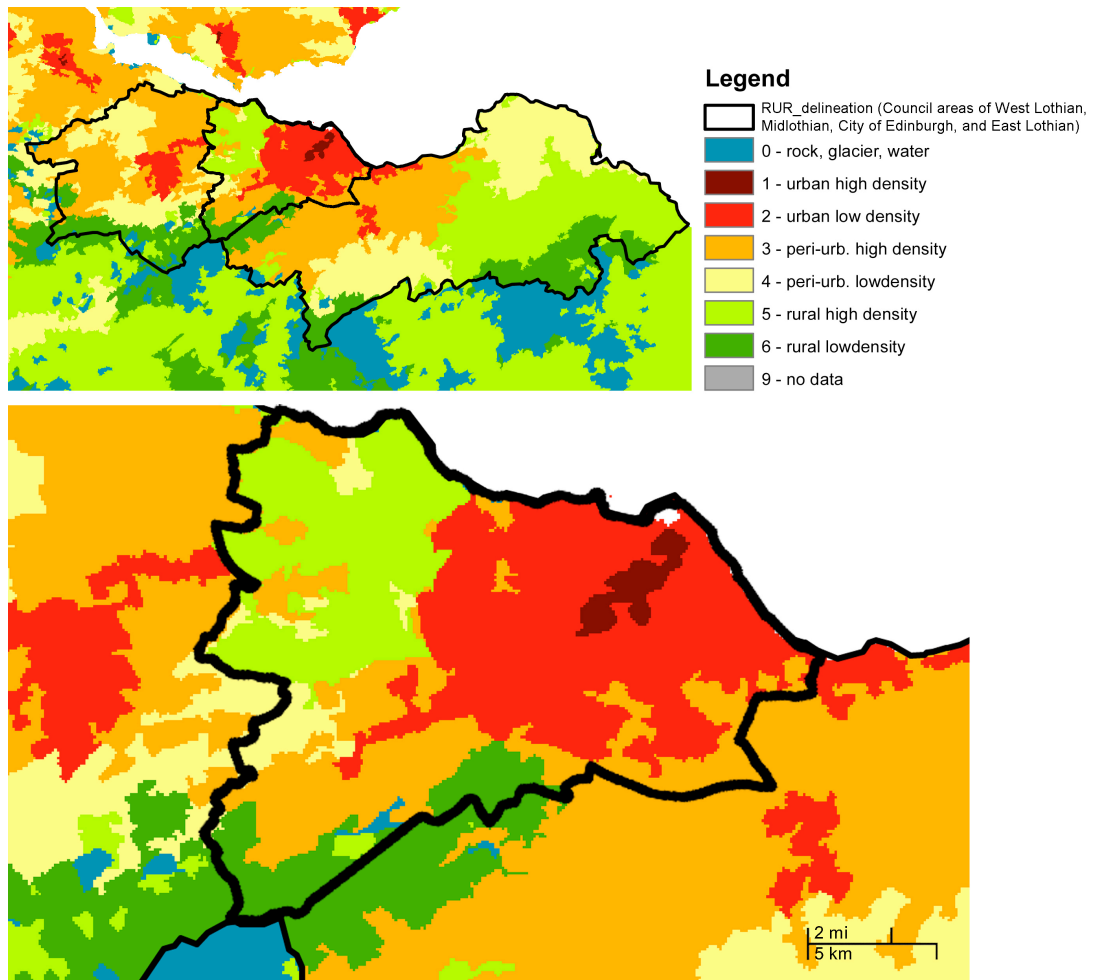 Legend
RUR_delineation (Council areas of West Lothian,
Midlothian, City of Edinburgh, and East Lothian)
0 - rock, glacier, water
1 - urban high density
2 - urban low density
3 - peri-urb. high density
4 - peri-urb. lowdensity
5 - rural high density
6 - rural lowdensity
9 - no data
2 mi
5 km